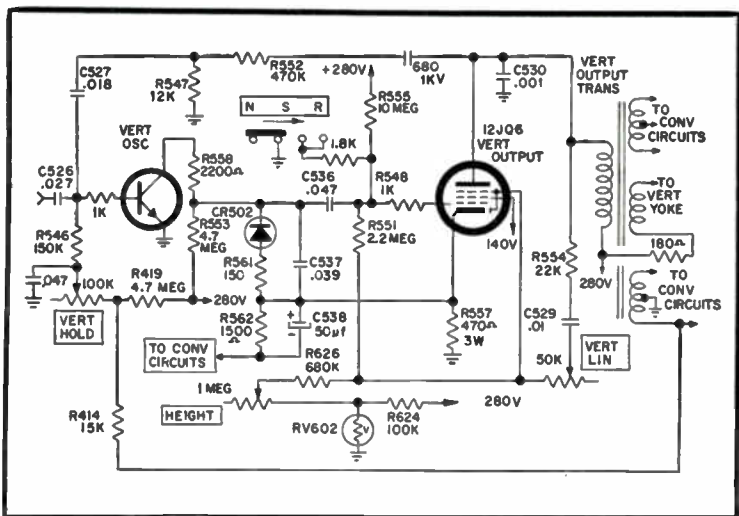 C527
.018
R547
12K
R552
470K
+280V
680
1KV
C530
.001
VERT
OUTPUT
TRANS
TO
CONV
CIRCUITS
N S R
R555
10 MEG
VERT
OSC
1.8K
12JQ6
VERT
OUTPUT
C526
.027
R558
2200Ω
C536
.047
R548
1K
TO
VERT
YOKE
1K
R553
4.7
MEG
CR502
R551
2.2 MEG
140V
R546
150K
R561
150
C537
.039
R554
22K
180Ω
.047
100K
R419
4.7 MEG
280V
280V
TO
CONV
CIRCUITS
VERT
HOLD
R562
1500
Ω
+
C538
50µf
R557
470Ω
3W
C529
.01
TO CONV
CIRCUITS
R626
680K
50K
VERT
LIN
1 MEG
280V
R414
15K
HEIGHT
V
RV602
R624
100K